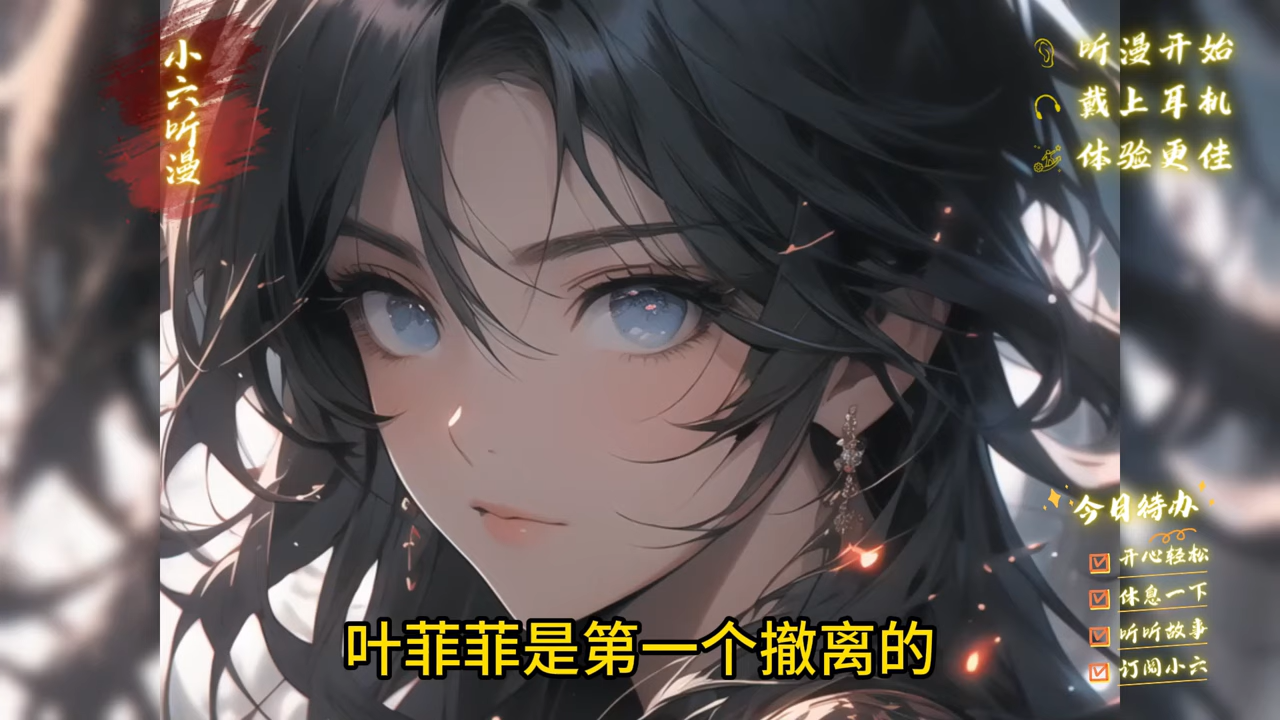 小六听漫
听漫开始
戴上耳机
体验更佳
今日待办
开心轻松
休息一下
听听故事
订阅小六
叶菲菲是第一个撤离的